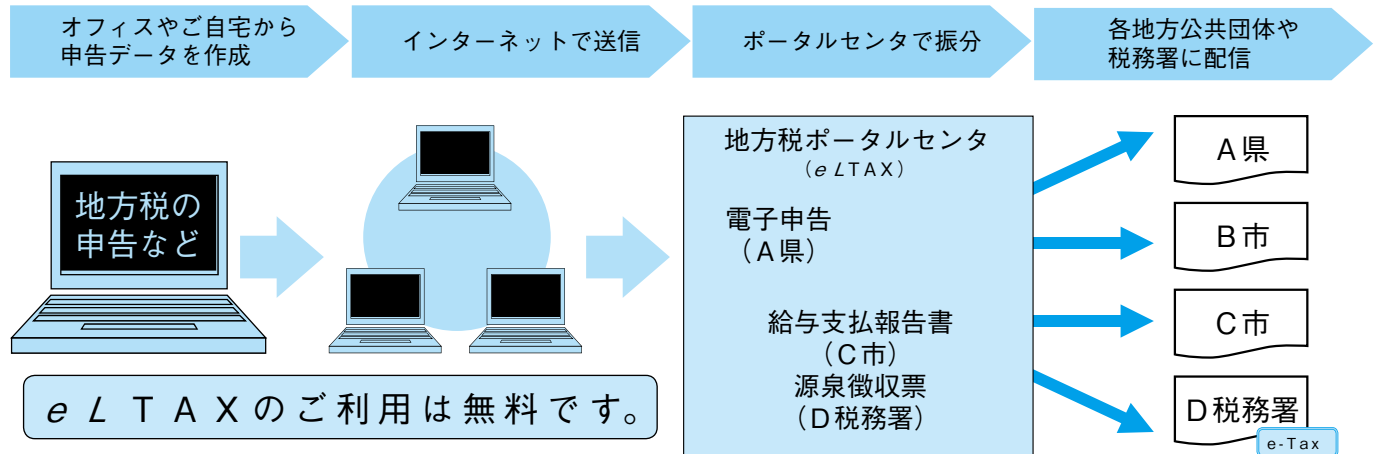 オフィスやご自宅から
申告データを作成
インターネットで送信
ポータルセンタで振分
各地方公共団体や
税務署に配信
地方税の
申告など
地方税ポータルセンタ
（eLTAX）
電子申告
（A県）
給与支払報告書
（C市）
源泉徴収票
（D税務署）
A県
B市
C市
D税務署
e-Tax
eLTAXのご利用は無料です。